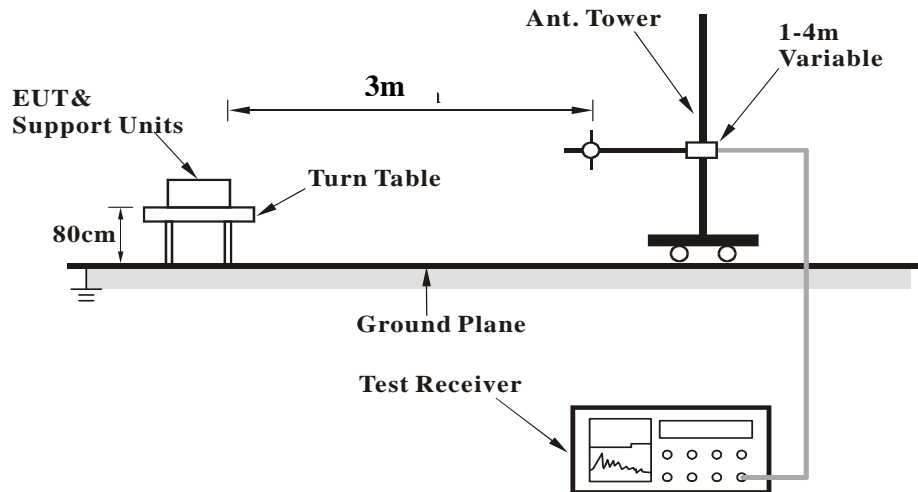 Ant. Tower
1-4m
Variable
3m
EUT&
Support Units
Turn Table
80cm
Ground Plane
Test Receiver